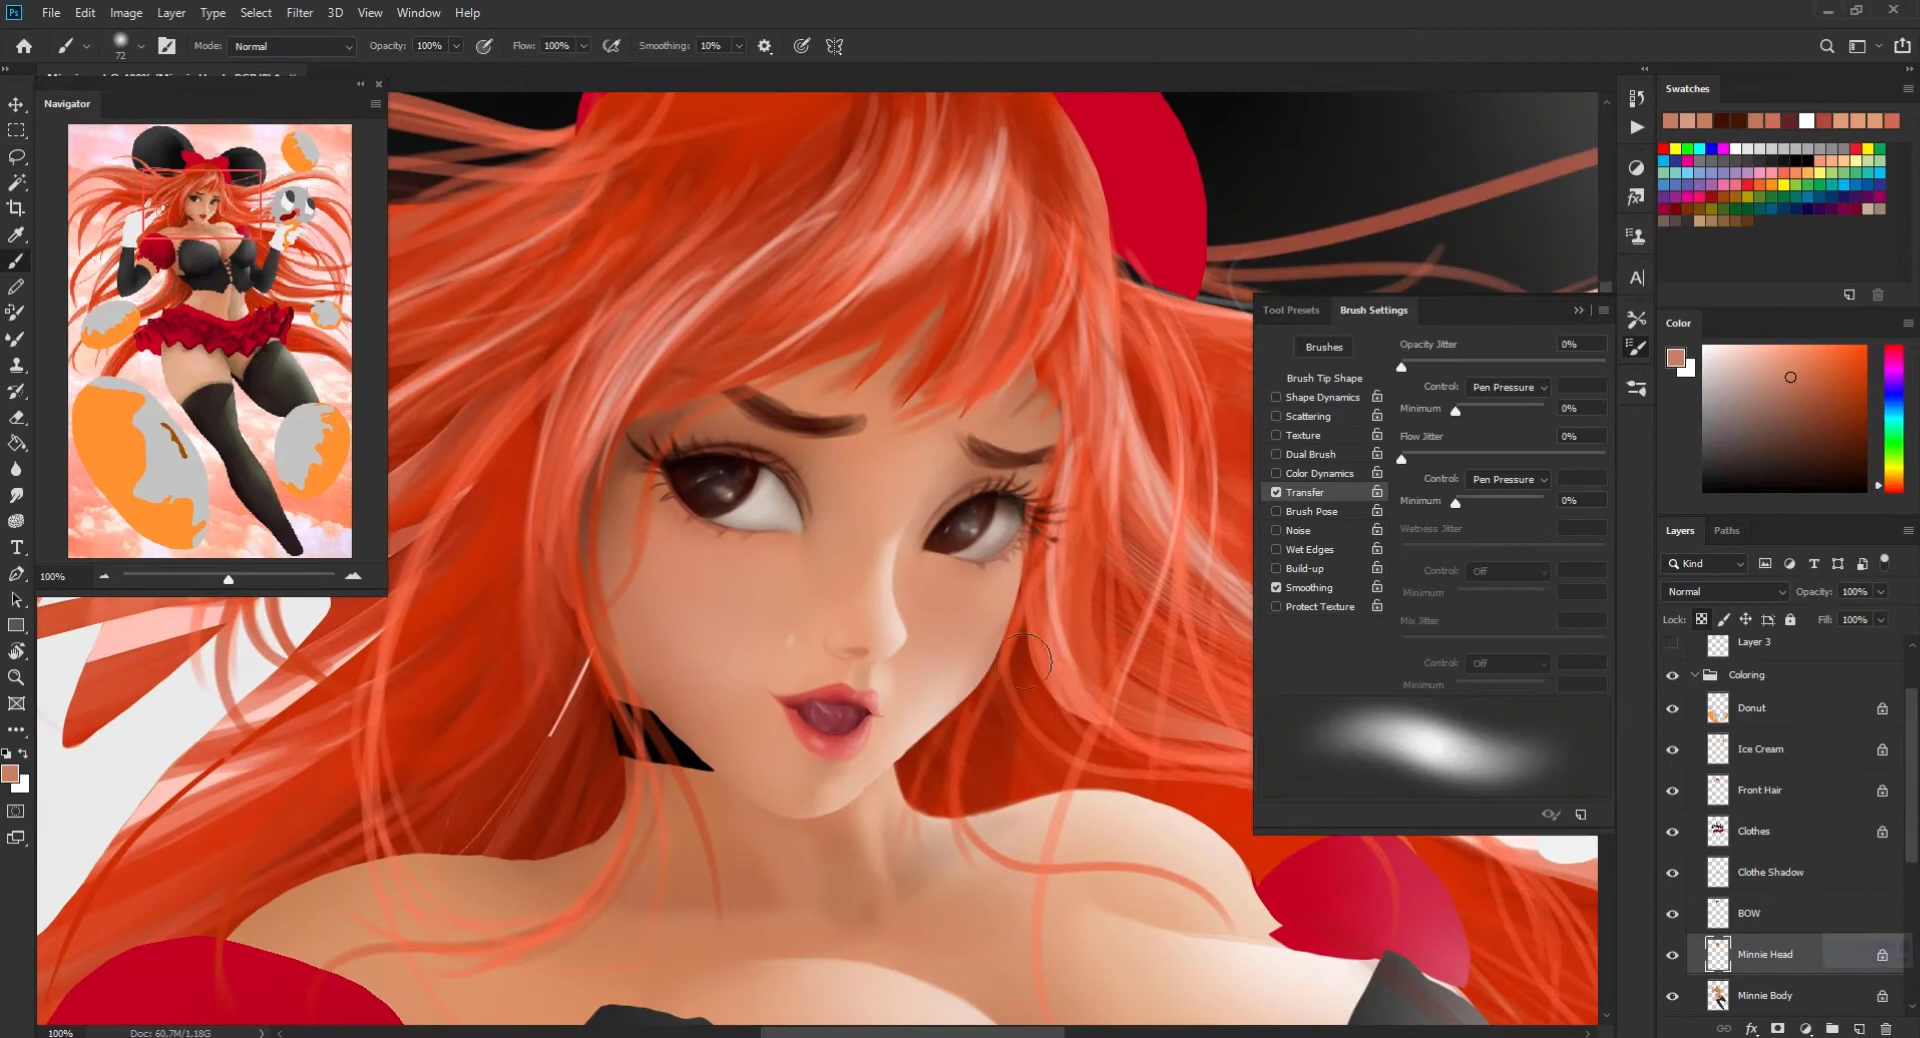 Ps File Edit Image Layer Type Select Filter 3D View Window Help
72 Mode: Normal Opacity: 100% Flow: 100% Smoothing: 10%
Navigator
100%
Tool Presets Brush Settings
Brushes
Brush Tip Shape
Shape Dynamics
Scattering
Texture
Dual Brush
Color Dynamics
Transfer
Brush Pose
Noise
Wet Edges
Build-up
Smoothing
Protect Texture
Opacity Jitter 0%
Control: Pen Pressure
Minimum 0%
Flow Jitter 0%
Control: Pen Pressure
Minimum 0%
Wetness Jitter
Control: Off
Minimum
Mix Jitter
Control: Off
Minimum
Swatches
Color
Layers Paths
Kind
Normal Opacity: 100%
Lock: Fill: 100%
Layer 3
Coloring
Donut
Ice Cream
Front Hair
Clothes
Clothe Shadow
BOW
Minnie Head
Minnie Body
100% Doc: 60,7M/1,18G